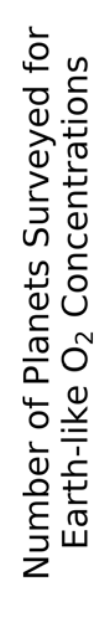 Number of Planets Surveyed for
Earth-like O₂ Concentrations